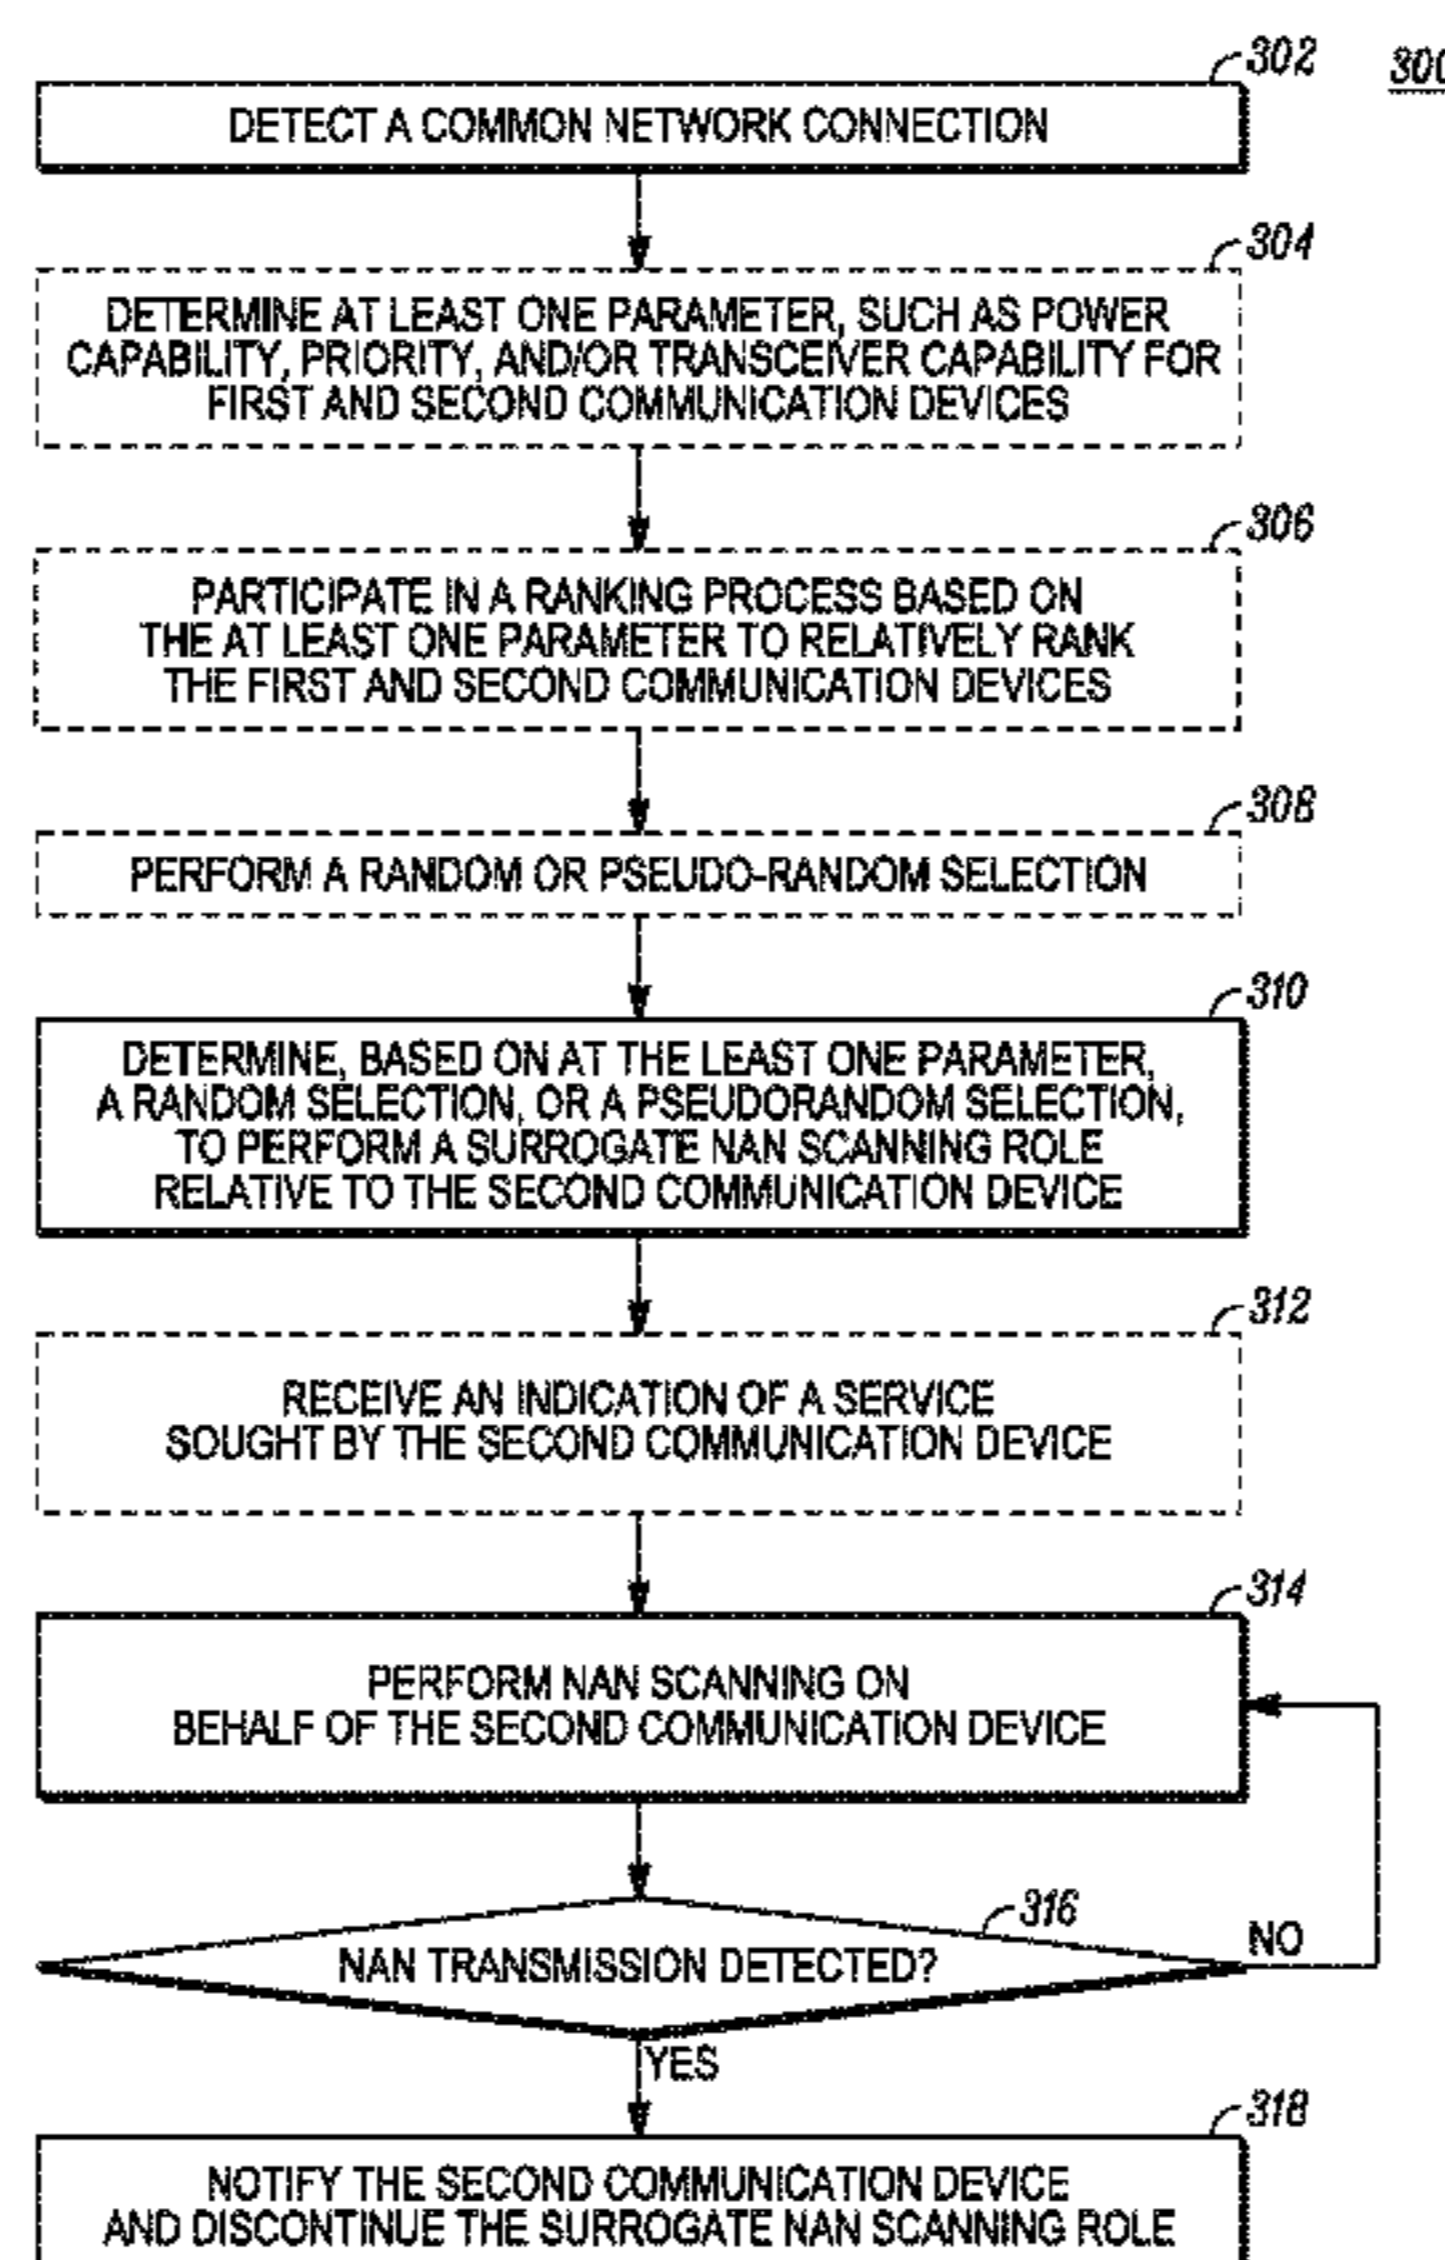 302
300
DETECT A COMMON NETWORK CONNECTION
304
DETERMINE AT LEAST ONE PARAMETER, SUCH AS POWER
CAPABILITY, PRIORITY, AND/OR TRANSCEIVER CAPABILITY FOR
FIRST AND SECOND COMMUNICATION DEVICES
306
PARTICIPATE IN A RANKING PROCESS BASED ON
THE AT LEAST ONE PARAMETER TO RELATIVELY RANK
THE FIRST AND SECOND COMMUNICATION DEVICES
308
PERFORM A RANDOM OR PSEUDO-RANDOM SELECTION
310
DETERMINE, BASED ON AT THE LEAST ONE PARAMETER,
A RANDOM SELECTION, OR A PSEUDORANDOM SELECTION,
TO PERFORM A SURROGATE NAN SCANNING ROLE
RELATIVE TO THE SECOND COMMUNICATION DEVICE
312
RECEIVE AN INDICATION OF A SERVICE
SOUGHT BY THE SECOND COMMUNICATION DEVICE
314
PERFORM NAN SCANNING ON
BEHALF OF THE SECOND COMMUNICATION DEVICE
316
NAN TRANSMISSION DETECTED?
NO
YES
318
NOTIFY THE SECOND COMMUNICATION DEVICE
AND DISCONTINUE THE SURROGATE NAN SCANNING ROLE